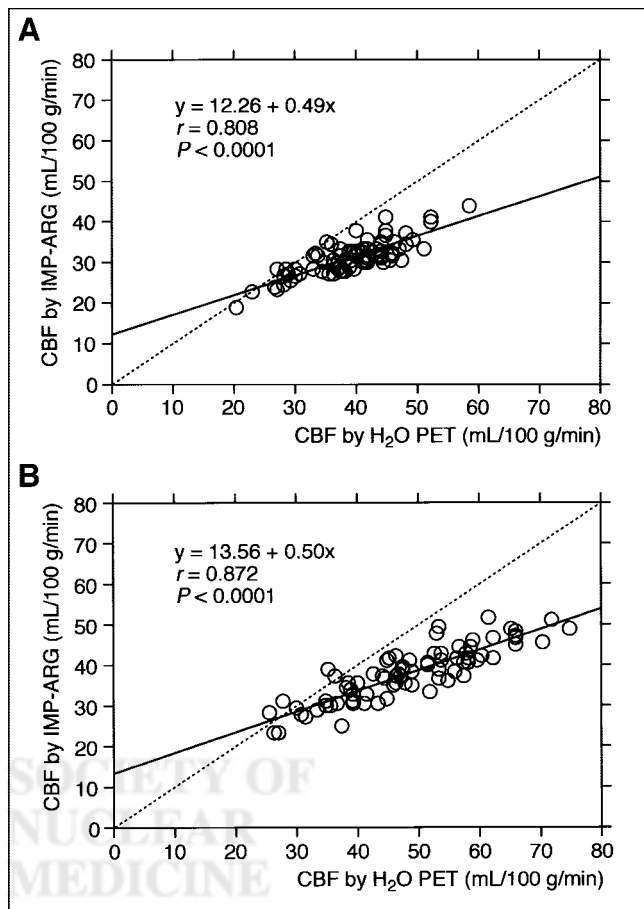 A
80
70
60
50
40
30
20
10
0
CBF by IMP-ARG (mL/100 g/min)
y = 12.26 + 0.49x
r = 0.808
P < 0.0001
0 10 20 30 40 50 60 70 80
CBF by H₂O PET (mL/100 g/min)
B
80
70
60
50
40
30
20
10
0
CBF by IMP-ARG (mL/100 g/min)
y = 13.56 + 0.50x
r = 0.872
P < 0.0001
0 10 20 30 40 50 60 70 80
CBF by H₂O PET (mL/100 g/min)
SOCIETY OF
NUCLEAR
MEDICINE